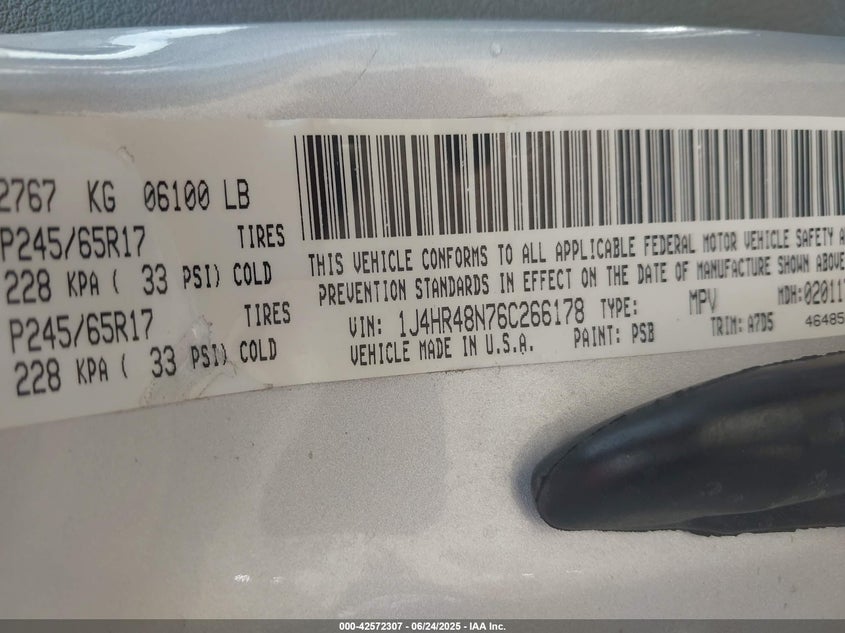 2767 KG 06100 LB
P245/65R17 TIRES
228 KPA ( 33 PSI) COLD
P245/65R17 TIRES
228 KPA ( 33 PSI) COLD
THIS VEHICLE CONFORMS TO ALL APPLICABLE FEDERAL MOTOR VEHICLE SAFETY A
PREVENTION STANDARDS IN EFFECT ON THE DATE OF MANUFACTURE SHOWN ABOVE
VIN: 1J4HR48N76C266178 TYPE: MPV MDH: 02011
VEHICLE MADE IN U.S.A. PAINT: PSB TRIM: A7D5 46485
000-42572307 - 06/24/2025 - IAA Inc.